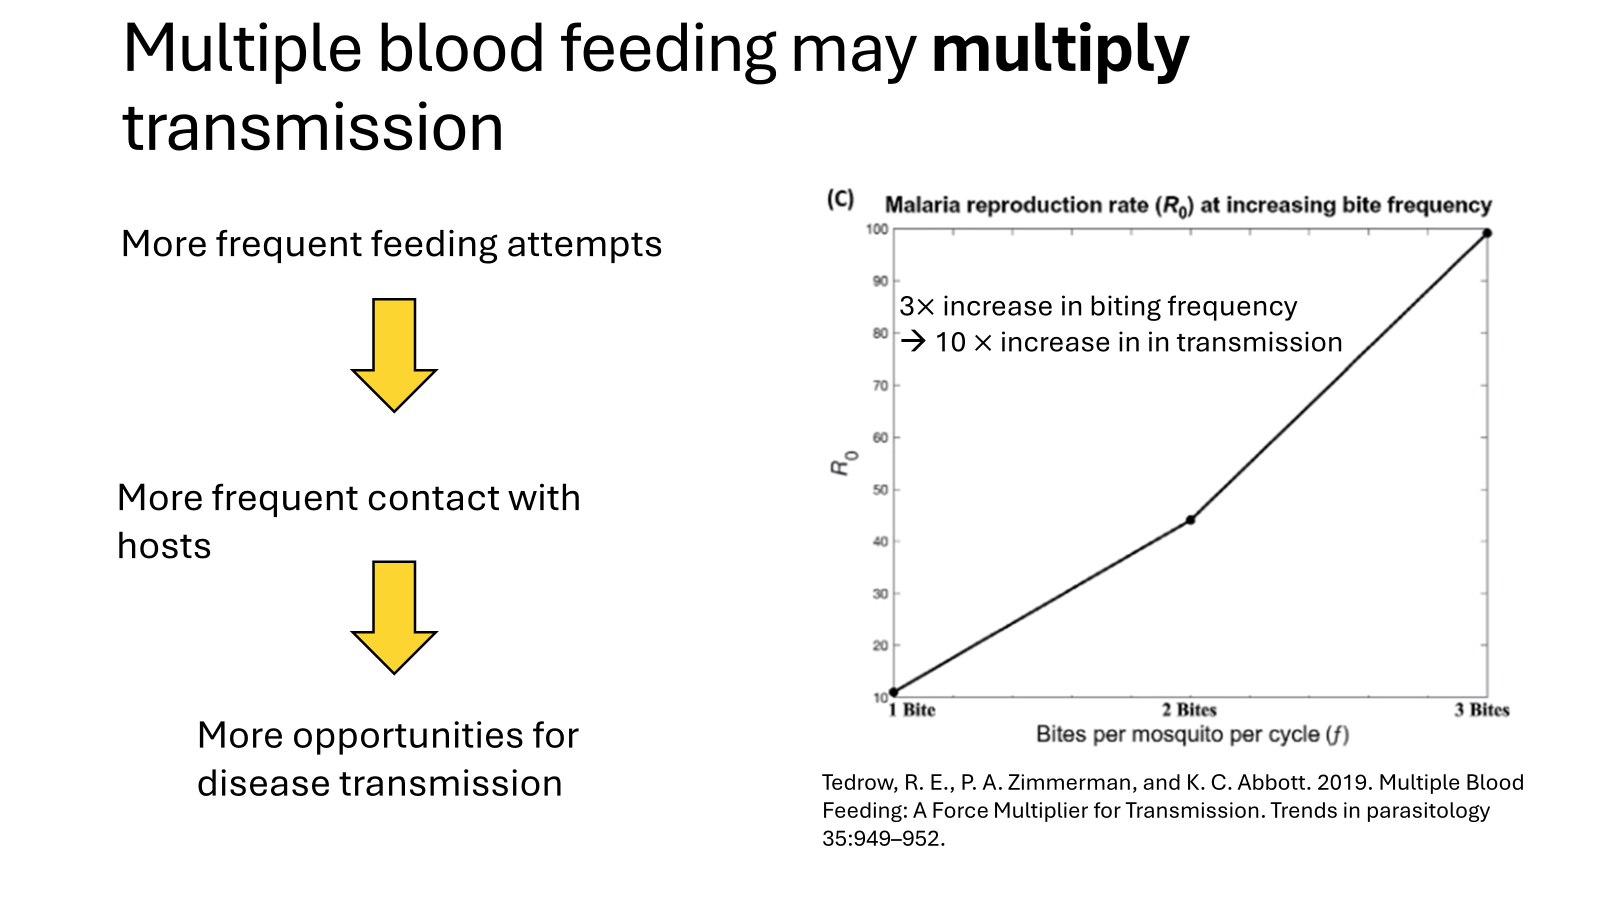 Multiple blood feeding may multiply
transmission
More frequent feeding attempts
More frequent contact with
hosts
More opportunities for
disease transmission
(C)
Malaria reproduction rate (R0) at increasing bite frequency
100
90
80
70
60
50
40
30
20
10
R0
3× increase in biting frequency
→ 10 × increase in in transmission
1 Bite
2 Bites
3 Bites
Bites per mosquito per cycle (f)
Tedrow, R. E., P. A. Zimmerman, and K. C. Abbott. 2019. Multiple Blood
Feeding: A Force Multiplier for Transmission. Trends in parasitology
35:949–952.